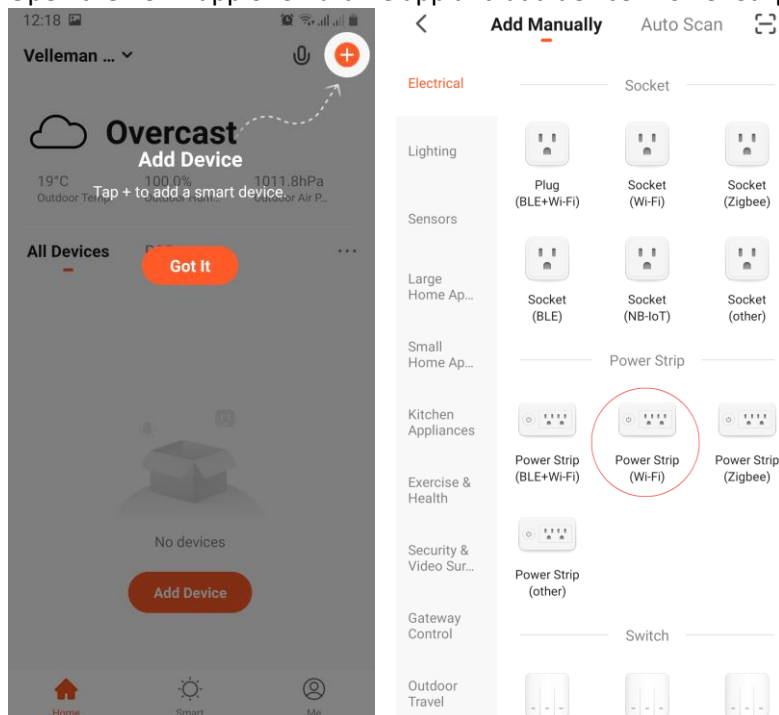 12:18
Velleman ...
Overcast
Add Device
19°C 100.0% 1011.8hPa
Tap + to add a smart device.
Outdoor Temp. Outdoor Hum... Outdoor Air P...
All Devices
Got It
No devices
Add Device
Home Smart Me
Add Manually Auto Scan
Electrical
Lighting
Sensors
Large
Home Ap...
Small
Home Ap...
Kitchen
Appliances
Exercise &
Health
Security &
Video Sur...
Gateway
Control
Outdoor
Travel
Socket
Plug Socket Socket
(BLE+Wi-Fi) (Wi-Fi) (Zigbee)
Socket Socket Socket
(BLE) (NB-IoT) (other)
Power Strip
Power Strip Power Strip Power Strip
(BLE+Wi-Fi) (Wi-Fi) (Zigbee)
Power Strip
(other)
Switch